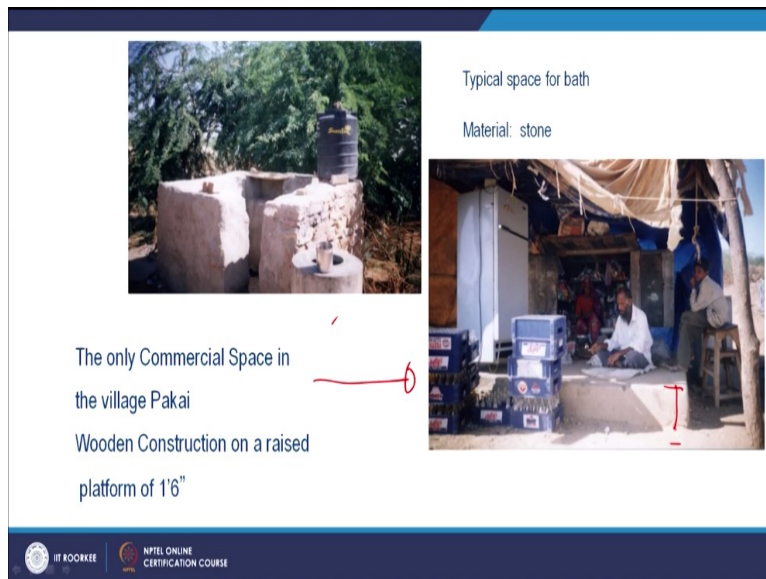 Typical space for bath
Material: stone
The only Commercial Space in
the village Pakai
Wooden Construction on a raised
platform of 1'6”
IIT ROORKEE
NPTEL ONLINE
CERTIFICATION COURSE